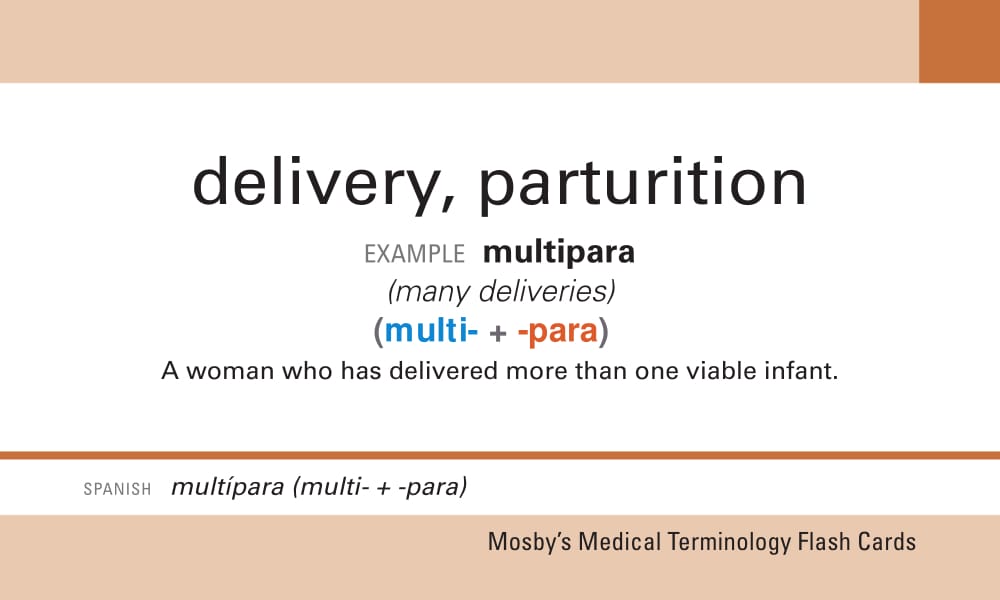 delivery, parturition
EXAMPLE multipara
(many deliveries)
(multi- + -para)
A woman who has delivered more than one viable infant.
SPANISH multípara (multi- + -para)
Mosby's Medical Terminology Flash Cards